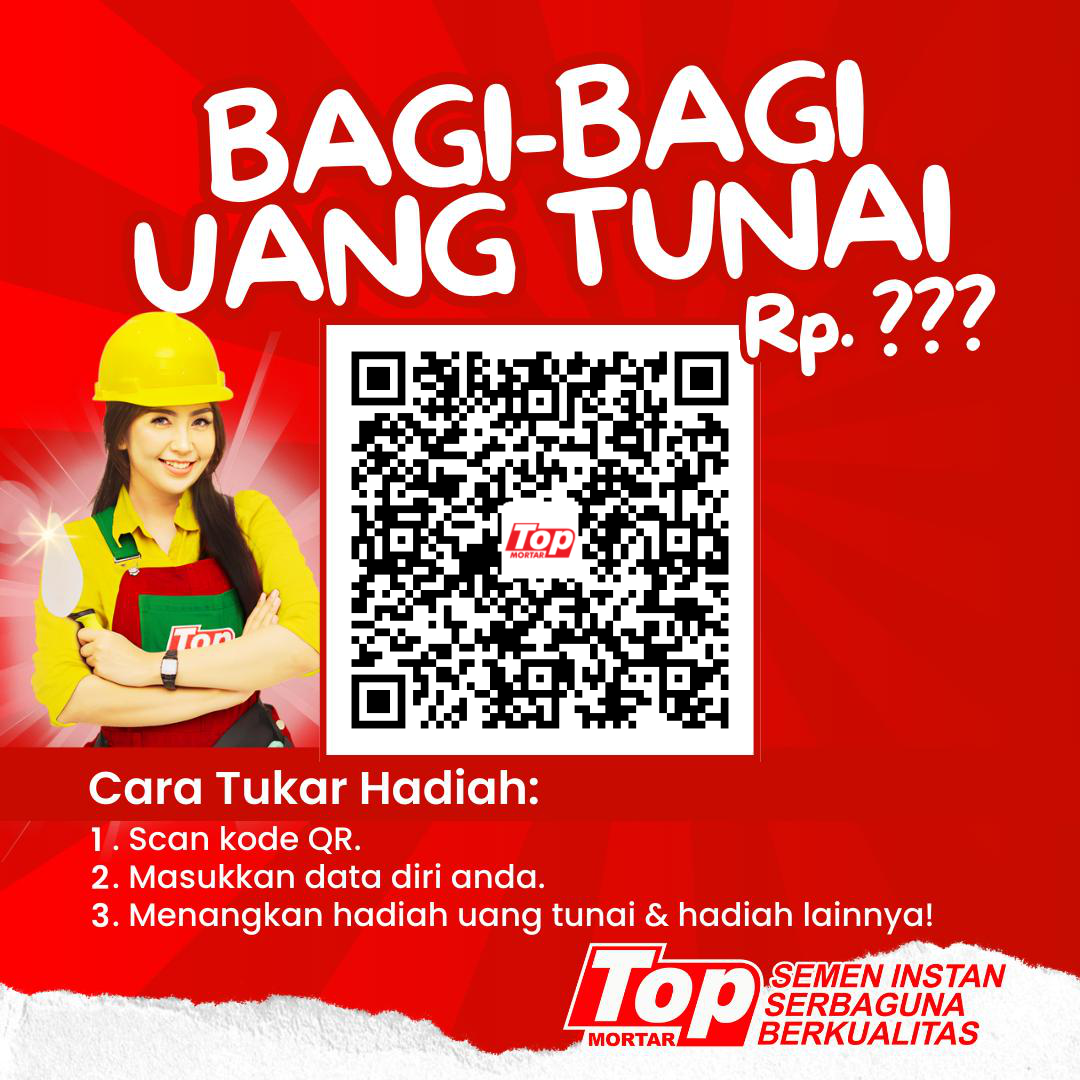 BAGI-BAGI
UANG TUNAI
Rp. ???
Top
MORTAR
Top
Cara Tukar Hadiah:
1. Scan kode QR.
2. Masukkan data diri anda.
3. Menangkan hadiah uang tunai & hadiah lainnya!
Top
MORTAR
SEMEN INSTAN
SERBAGUNA
BERKUALITAS